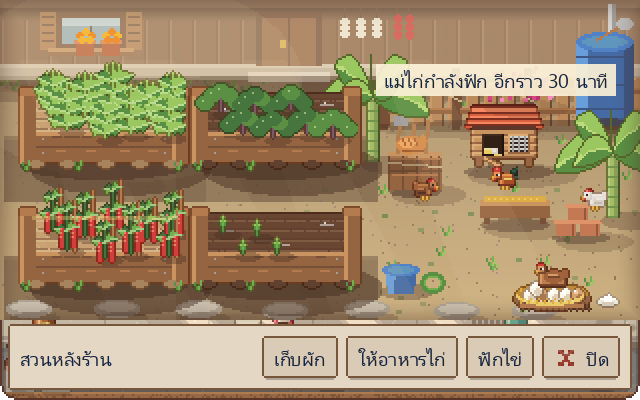 แม่ไก่กำลังฟัก อีกราว 30 นาที
สวนหลังร้าน
เก็บผัก
ให้อาหารไก่
ฟักไข่
ปิด